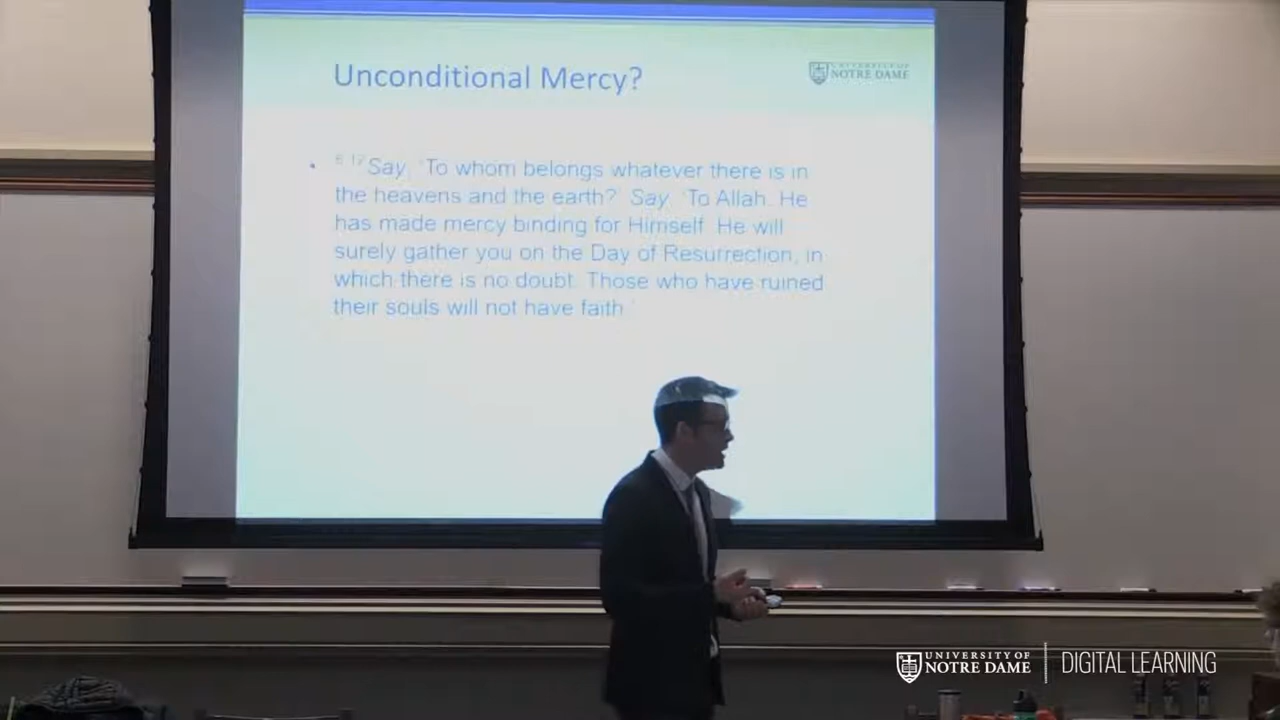 Unconditional Mercy?
UNIVERSITY OF
NOTRE DAME
• 6:12 Say, 'To whom belongs whatever there is in
the heavens and the earth?' Say, 'To Allah. He
has made mercy binding for Himself. He will
surely gather you on the Day of Resurrection, in
which there is no doubt. Those who have ruined
their souls will not have faith.'
UNIVERSITY OF
NOTRE DAME
DIGITAL LEARNING